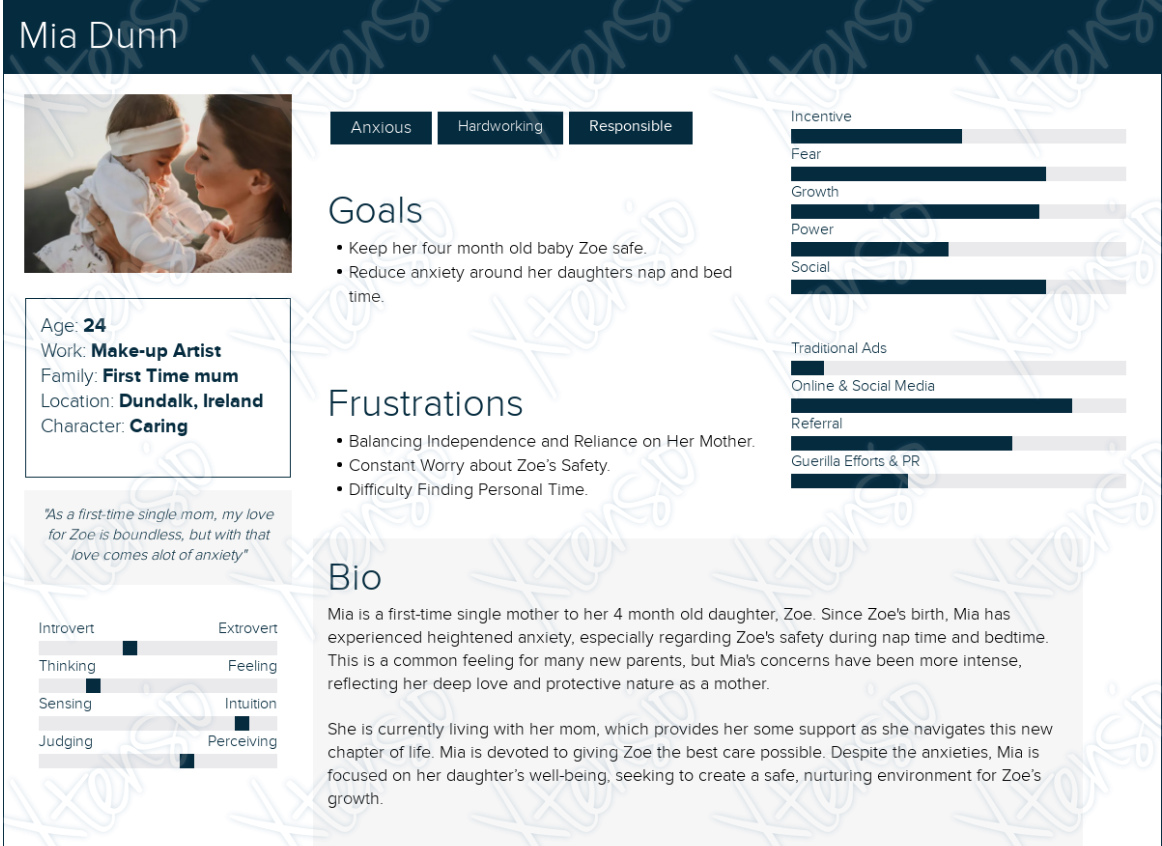 Mia Dunn
Anxious Hardworking Responsible
Goals
• Keep her four month old baby Zoe safe.
• Reduce anxiety around her daughters nap and bed
time.
Frustrations
• Balancing Independence and Reliance on Her Mother.
• Constant Worry about Zoe’s Safety.
• Difficulty Finding Personal Time.
Incentive
Fear
Growth
Power
Social
Traditional Ads
Online & Social Media
Referral
Guerilla Efforts & PR
Age: 24
Work: Make-up Artist
Family: First Time mum
Location: Dundalk, Ireland
Character: Caring
"As a first-time single mom, my love
for Zoe is boundless, but with that
love comes alot of anxiety"
Introvert Extrovert
Thinking Feeling
Sensing Intuition
Judging Perceiving
Bio
Mia is a first-time single mother to her 4 month old daughter, Zoe. Since Zoe's birth, Mia has
experienced heightened anxiety, especially regarding Zoe's safety during nap time and bedtime.
This is a common feeling for many new parents, but Mia's concerns have been more intense,
reflecting her deep love and protective nature as a mother.
She is currently living with her mom, which provides her some support as she navigates this new
chapter of life. Mia is devoted to giving Zoe the best care possible. Despite the anxieties, Mia is
focused on her daughter’s well-being, seeking to create a safe, nurturing environment for Zoe’s
growth.
Xtensio